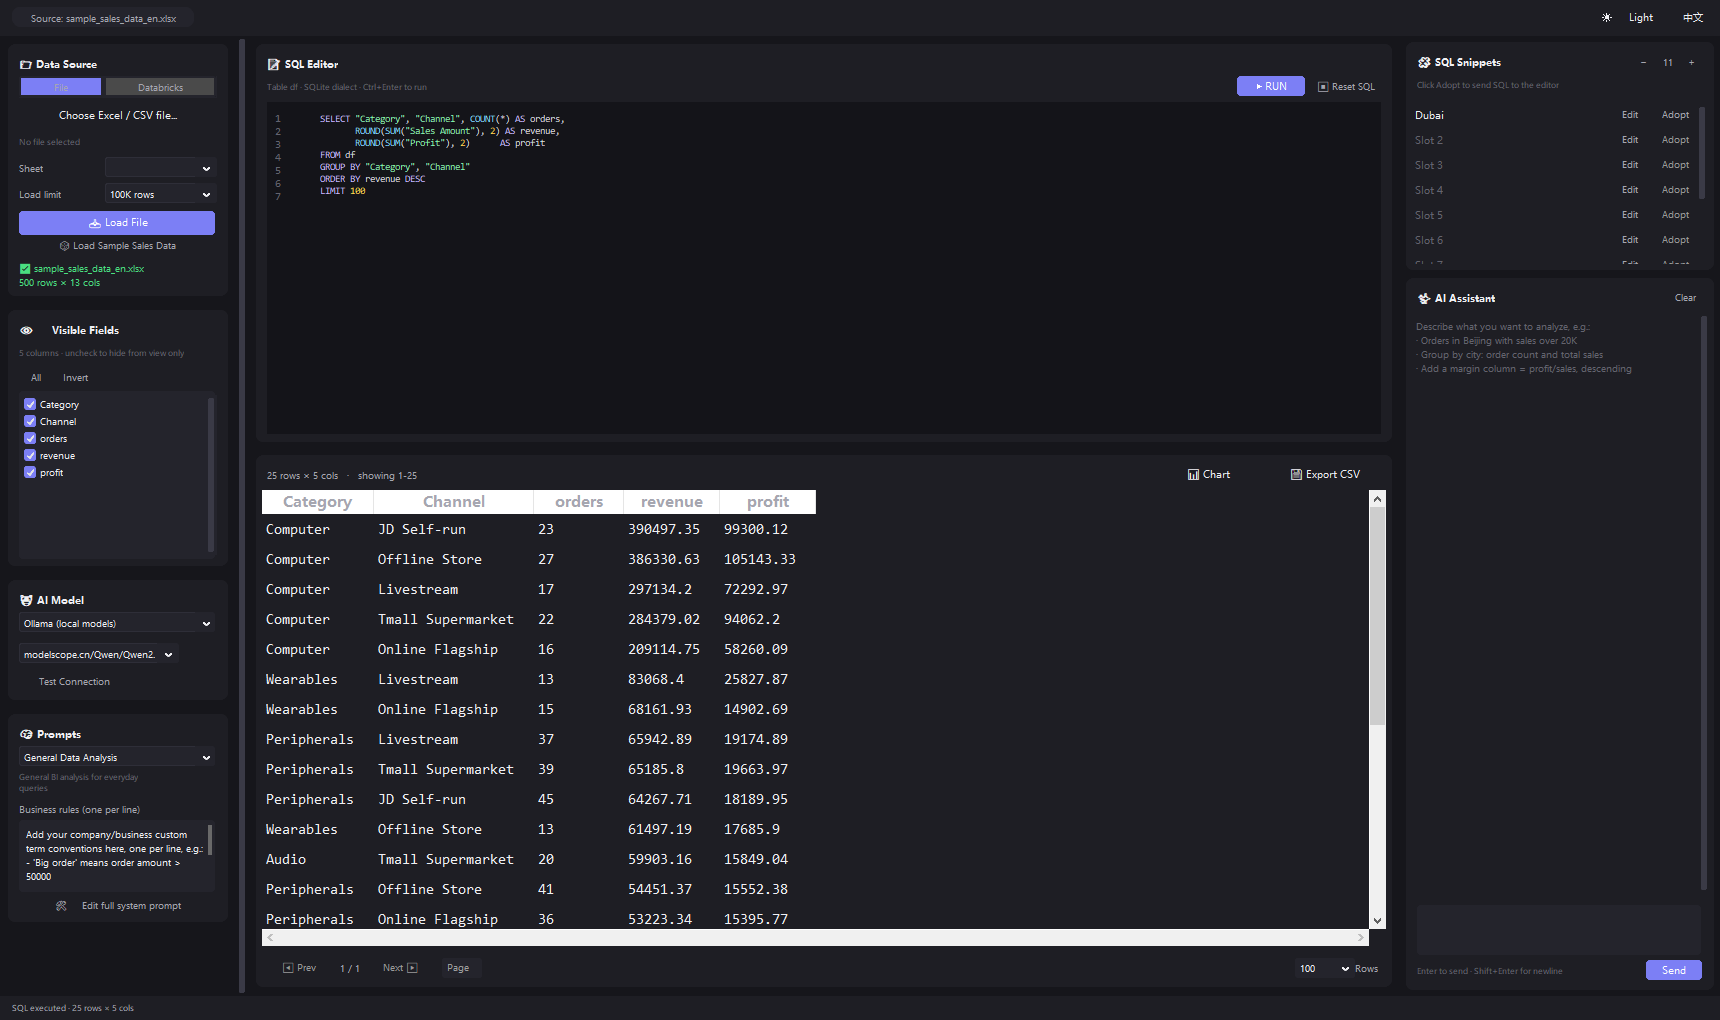 Source: sample_sales_data_en.xlsx
Light
中文
Data Source
File
Databricks
Choose Excel / CSV file...
No file selected
Sheet
Load limit
100K rows
Load File
Load Sample Sales Data
sample_sales_data_en.xlsx
500 rows × 13 cols
Visible Fields
5 columns · uncheck to hide from view only
All
Invert
Category
Channel
orders
revenue
profit
AI Model
Ollama (local models)
modelscope.cn/Qwen/Qwen2.
Test Connection
Prompts
General Data Analysis
General BI analysis for everyday
queries
Business rules (one per line)
Add your company/business custom
term conventions here, one per line, e.g.:
- 'Big order' means order amount >
50000
Edit full system prompt
SQL Editor
Table df · SQLite dialect · Ctrl+Enter to run
RUN
Reset SQL
1 SELECT "Category", "Channel", COUNT(*) AS orders,
2 ROUND(SUM("Sales Amount"), 2) AS revenue,
3 ROUND(SUM("Profit"), 2) AS profit
4 FROM df
5 GROUP BY "Category", "Channel"
6 ORDER BY revenue DESC
7 LIMIT 100
25 rows × 5 cols · showing 1-25
Chart
Export CSV
Category Channel orders revenue profit
Computer JD Self-run 23 390497.35 99300.12
Computer Offline Store 27 386330.63 105143.33
Computer Livestream 17 297134.2 72292.97
Computer Tmall Supermarket 22 284379.02 94062.2
Computer Online Flagship 16 209114.75 58260.09
Wearables Livestream 13 83068.4 25827.87
Wearables Online Flagship 15 68161.93 14902.69
Peripherals Livestream 37 65942.89 19174.89
Peripherals Tmall Supermarket 39 65185.8 19663.97
Peripherals JD Self-run 45 64267.71 18189.95
Wearables Offline Store 13 61497.19 17685.9
Audio Tmall Supermarket 20 59903.16 15849.04
Peripherals Offline Store 41 54451.37 15552.38
Peripherals Online Flagship 36 53223.34 15395.77
Prev
1 / 1
Next
Page
100
Rows
SQL Snippets
− 11 +
Click Adopt to send SQL to the editor
Dubai Edit Adopt
Slot 2 Edit Adopt
Slot 3 Edit Adopt
Slot 4 Edit Adopt
Slot 5 Edit Adopt
Slot 6 Edit Adopt
Slot 7 Edit Adopt
AI Assistant
Clear
Describe what you want to analyze, e.g.:
· Orders in Beijing with sales over 20K
· Group by city: order count and total sales
· Add a margin column = profit/sales, descending
Enter to send · Shift+Enter for newline
Send
SQL executed · 25 rows × 5 cols